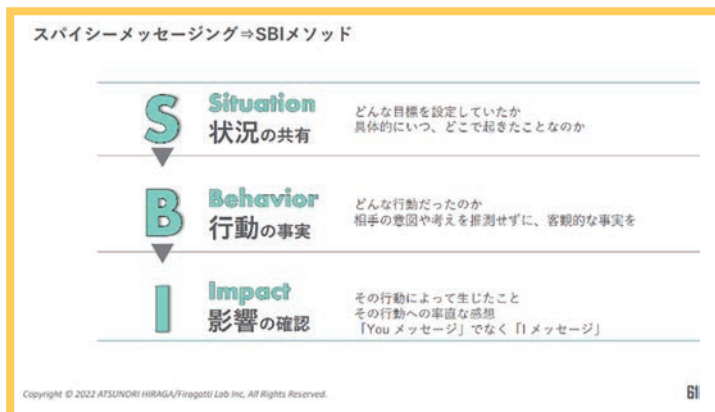 スパイシーメッセージング⇒SBIメソッド
S
Situation
状況の共有
どんな目標を設定していたか
具体的にいつ、どこで起きたことなのか
B
Behavior
行動の事実
どんな行動だったのか
相手の意図や考えを推測せずに、客観的な事実を
I
Impact
影響の確認
その行動によって生じたこと
その行動への率直な感想
「You メッセージ」でなく「I メッセージ」
Copyright © 2022 ATSUNORI HIRAGA/Firagotti Lab Inc, All Rights Reserved.